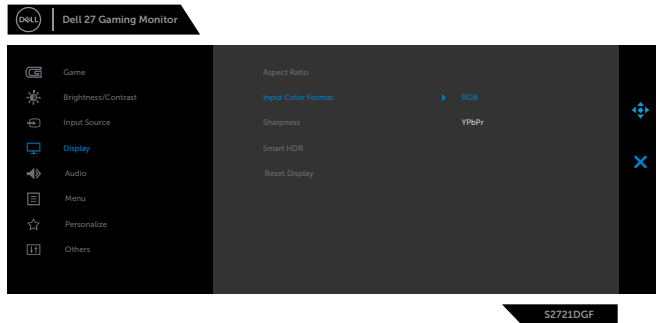 DELL
Dell 27 Gaming Monitor
Game
Brightness/Contrast
Input Source
Display
Audio
Menu
Personalize
Others
Aspect Ratio
Input Color Format
Sharpness
Smart HDR
Reset Display
RGB
YPbPr
S2721DGF